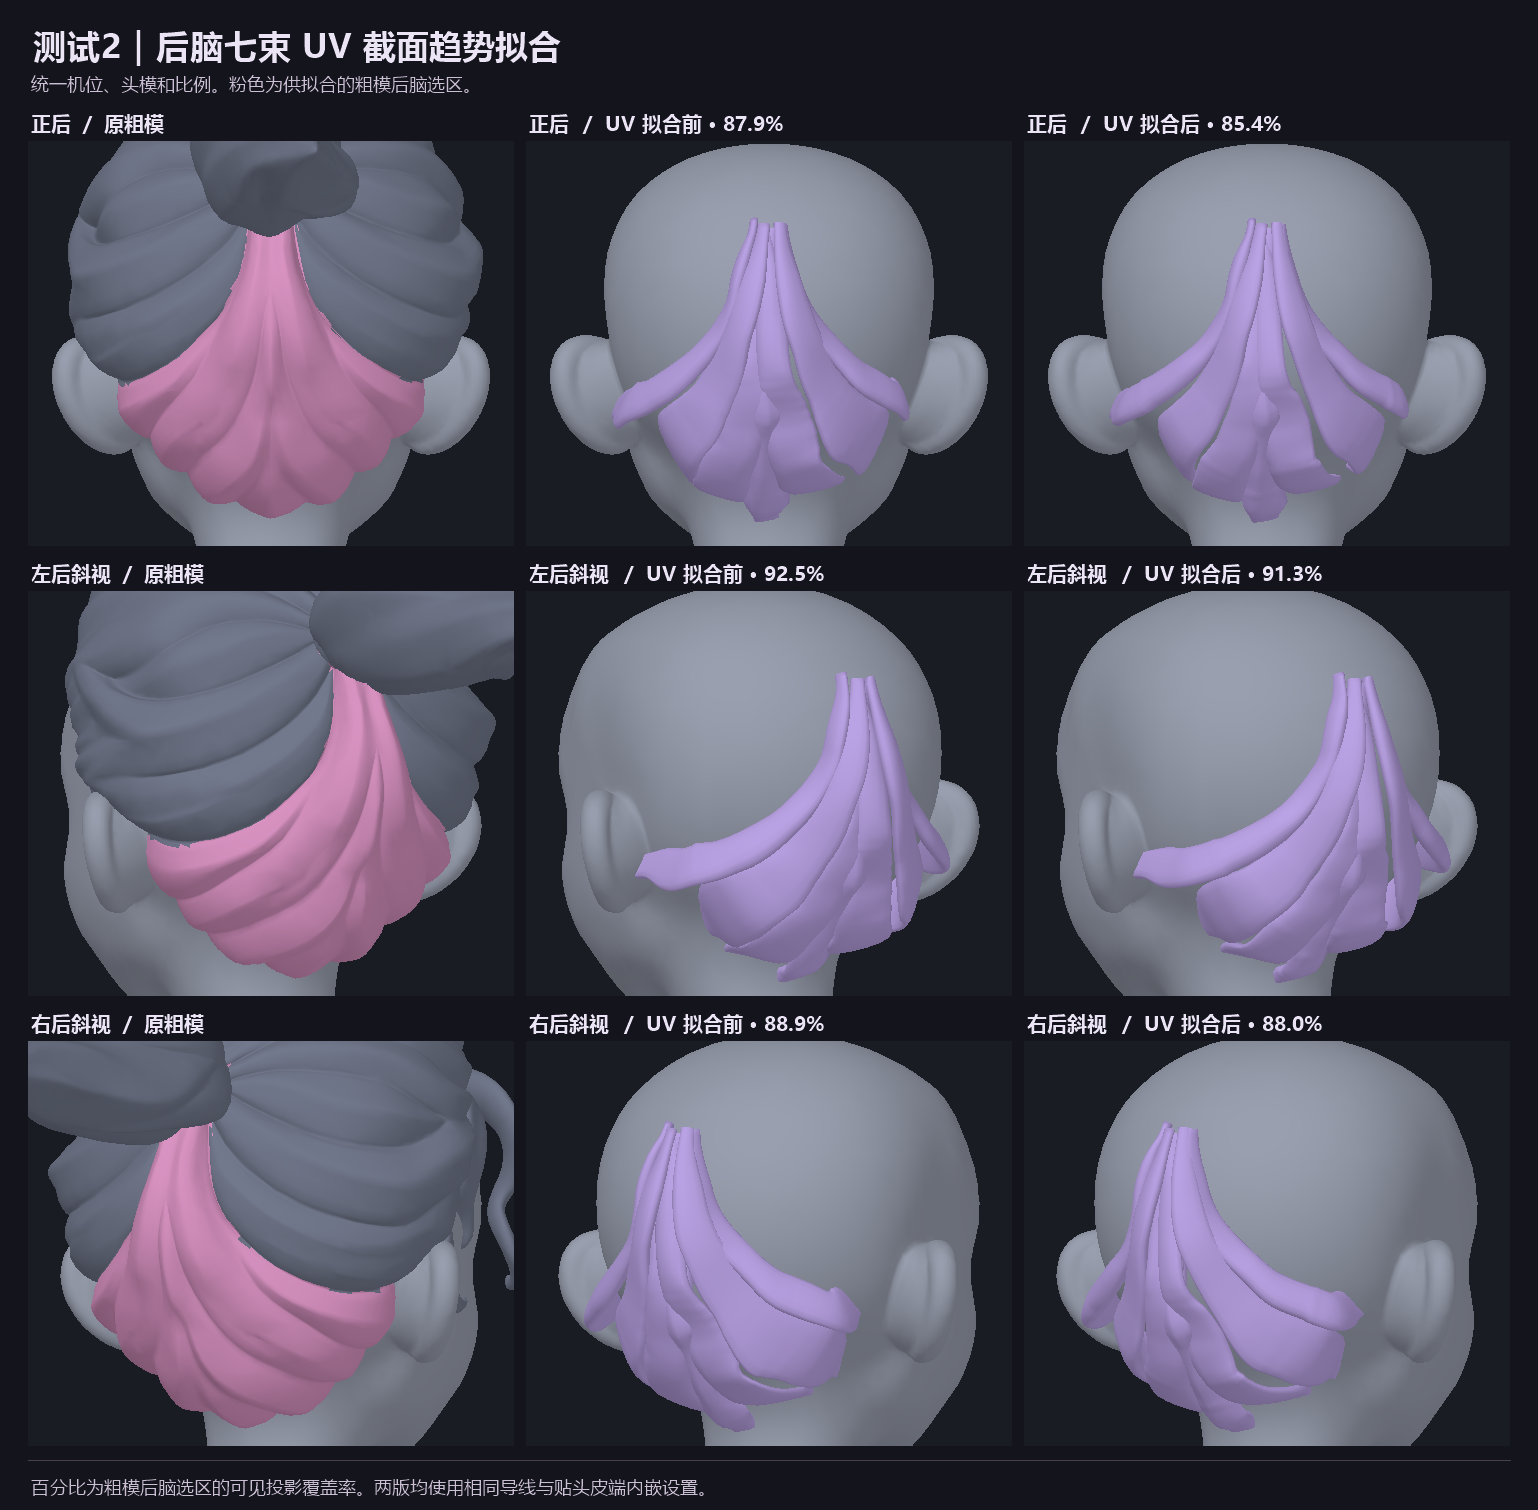 测试2｜后脑七束 UV 截面趋势拟合
统一机位、头模和比例。粉色为供拟合的粗模后脑选区。
正后 / 原粗模
正后 / UV 拟合前 • 87.9%
正后 / UV 拟合后 • 85.4%
左后斜视 / 原粗模
左后斜视 / UV 拟合前 • 92.5%
左后斜视 / UV 拟合后 • 91.3%
右后斜视 / 原粗模
右后斜视 / UV 拟合前 • 88.9%
右后斜视 / UV 拟合后 • 88.0%
百分比为粗模后脑选区的可见投影覆盖率。两版均使用相同导线与贴头皮端内嵌设置。